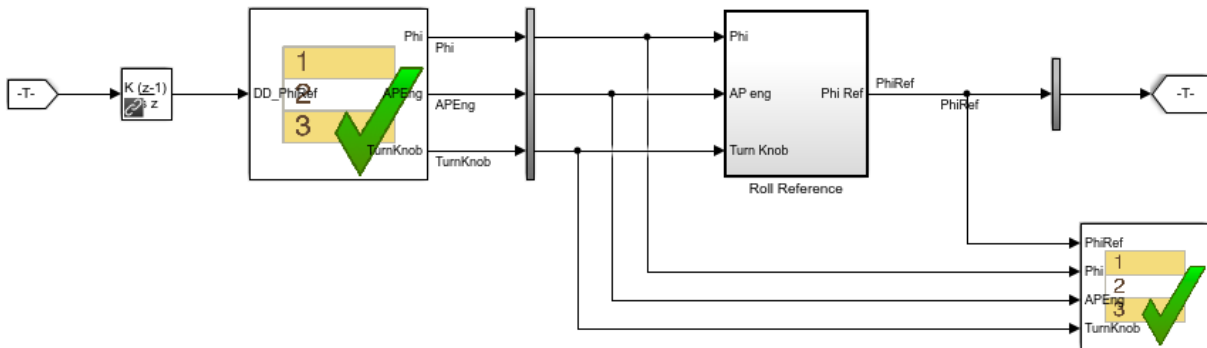 -T-
K (z-1)
s z
DD_PhiRef
1
2
3
Phi
APEng
TurnKnob
Phi
APEng
TurnKnob
Phi
AP eng
Turn Knob
Phi Ref
Roll Reference
PhiRef
PhiRef
-T-
PhiRef
Phi
APEng
TurnKnob
1
2
3